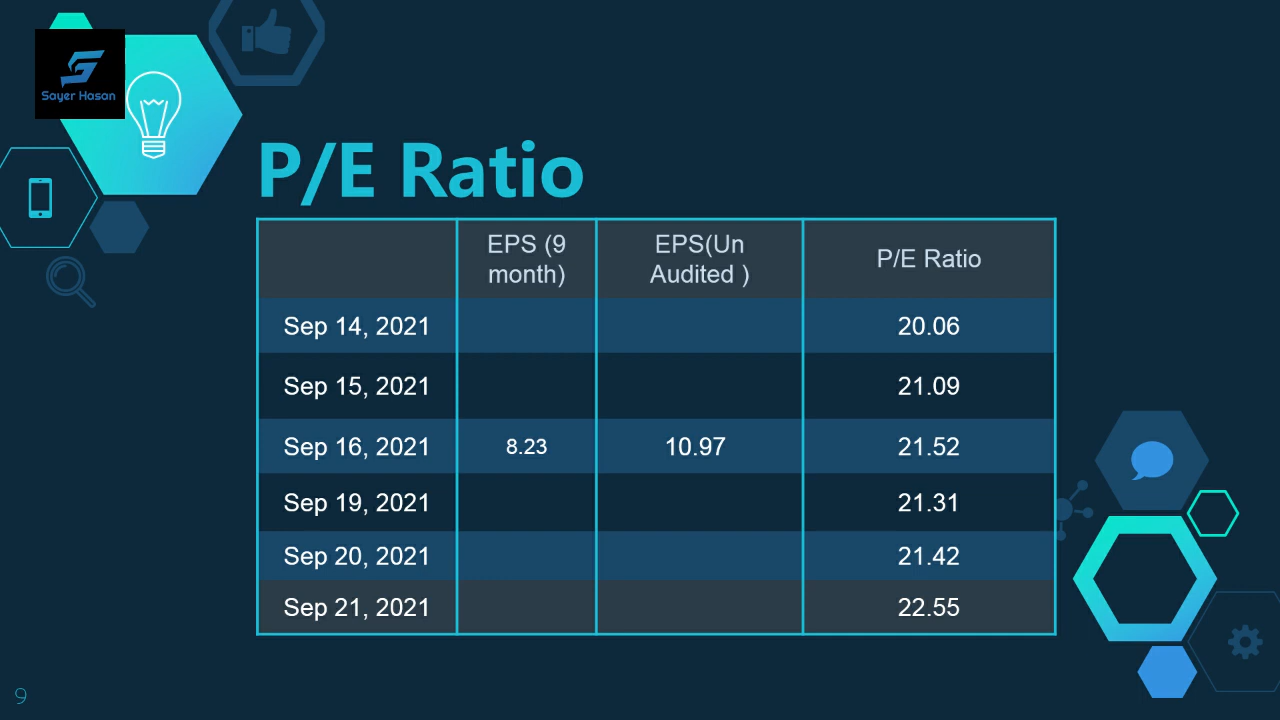 Sayer Hasan
P/E Ratio
EPS (9
month)
EPS(Un
Audited )
P/E Ratio
Sep 14, 2021 20.06
Sep 15, 2021 21.09
Sep 16, 2021 8.23 10.97 21.52
Sep 19, 2021 21.31
Sep 20, 2021 21.42
Sep 21, 2021 22.55
9